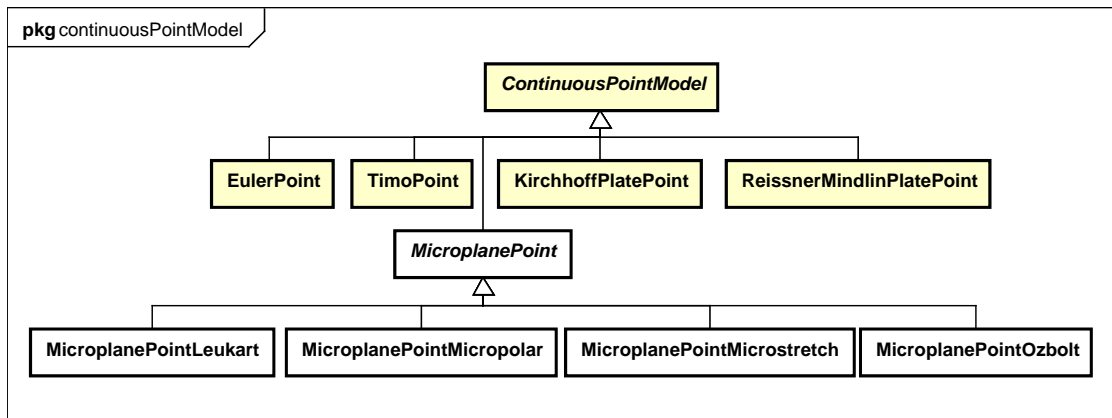 pkg continuousPointModel
ContinuousPointModel
EulerPoint
TimoPoint
KirchhoffPlatePoint
ReissnerMindlinPlatePoint
MicroplanePoint
MicroplanePointLeukart
MicroplanePointMicropolar
MicroplanePointMicrostretch
MicroplanePointOzbolt